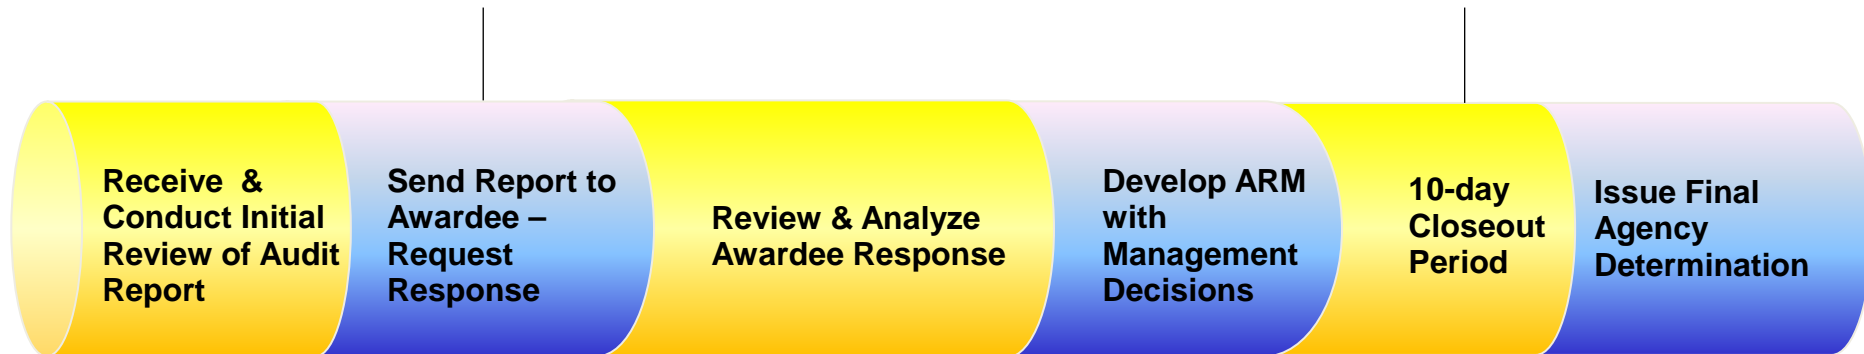 Receive &
Conduct Initial
Review of Audit
Report
Send Report to
Awardee –
Request
Response
Review & Analyze
Awardee Response
Develop ARM
with
Management
Decisions
10-day
Closeout
Period
Issue Final
Agency
Determination